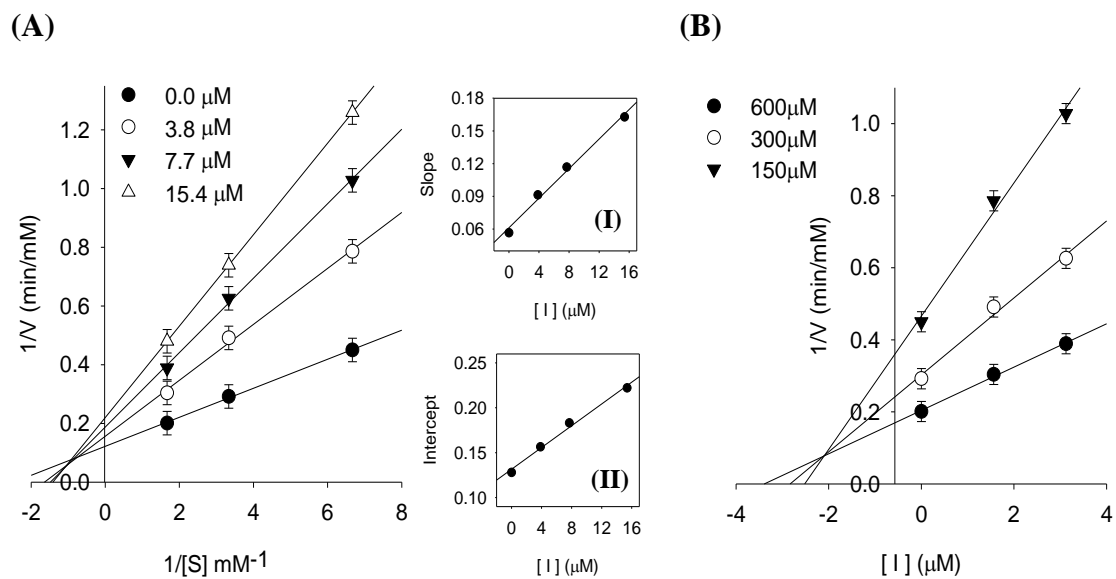 (A)
0.0 μM
3.8 μM
7.7 μM
15.4 μM
1/V (min/mM)
1.2
1.0
0.8
0.6
0.4
0.2
0.0
-2 0 2 4 6 8
1/[S] mM-1
Slope
0.18
0.15
0.12
0.09
0.06
(I)
0 4 8 12 16
[ I ] (μM)
Intercept
0.25
0.20
0.15
0.10
(II)
0 4 8 12 16
[ I ] (μM)
(B)
600μM
300μM
150μM
1/V (min/mM)
1.0
0.8
0.6
0.4
0.2
0.0
-4 -2 0 2 4
[ I ] (μM)